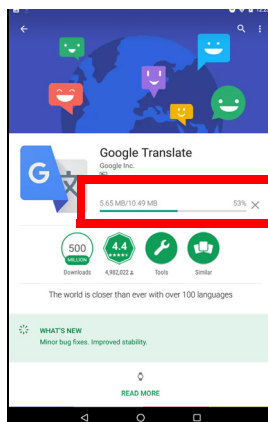 Google Translate
Google Inc.
5.65 MB/10.49 MB 53%
500
MILLION
4.4
Downloads 4,982,022 Tools Similar
The world is closer than ever with over 100 languages
WHAT'S NEW
Minor bug fixes. Improved stability.
READ MORE